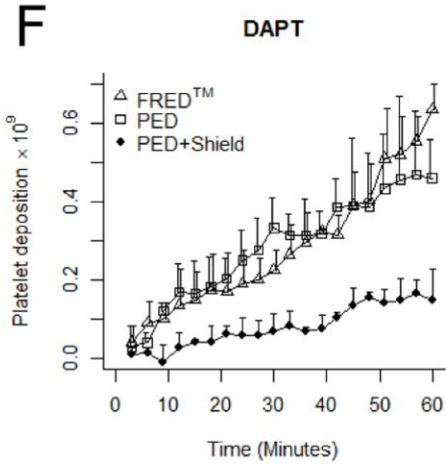 F
DAPT
FRED™
PED
PED+Shield
Platelet deposition × 10⁹
0.6
0.4
0.2
0.0
0 10 20 30 40 50 60
Time (Minutes)